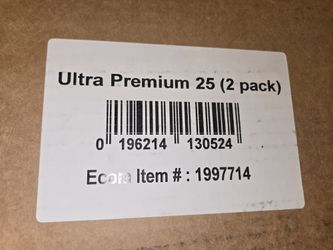 Ultra Premium 25 (2 pack)
0 196214 130524
Ecom Item # : 1997714